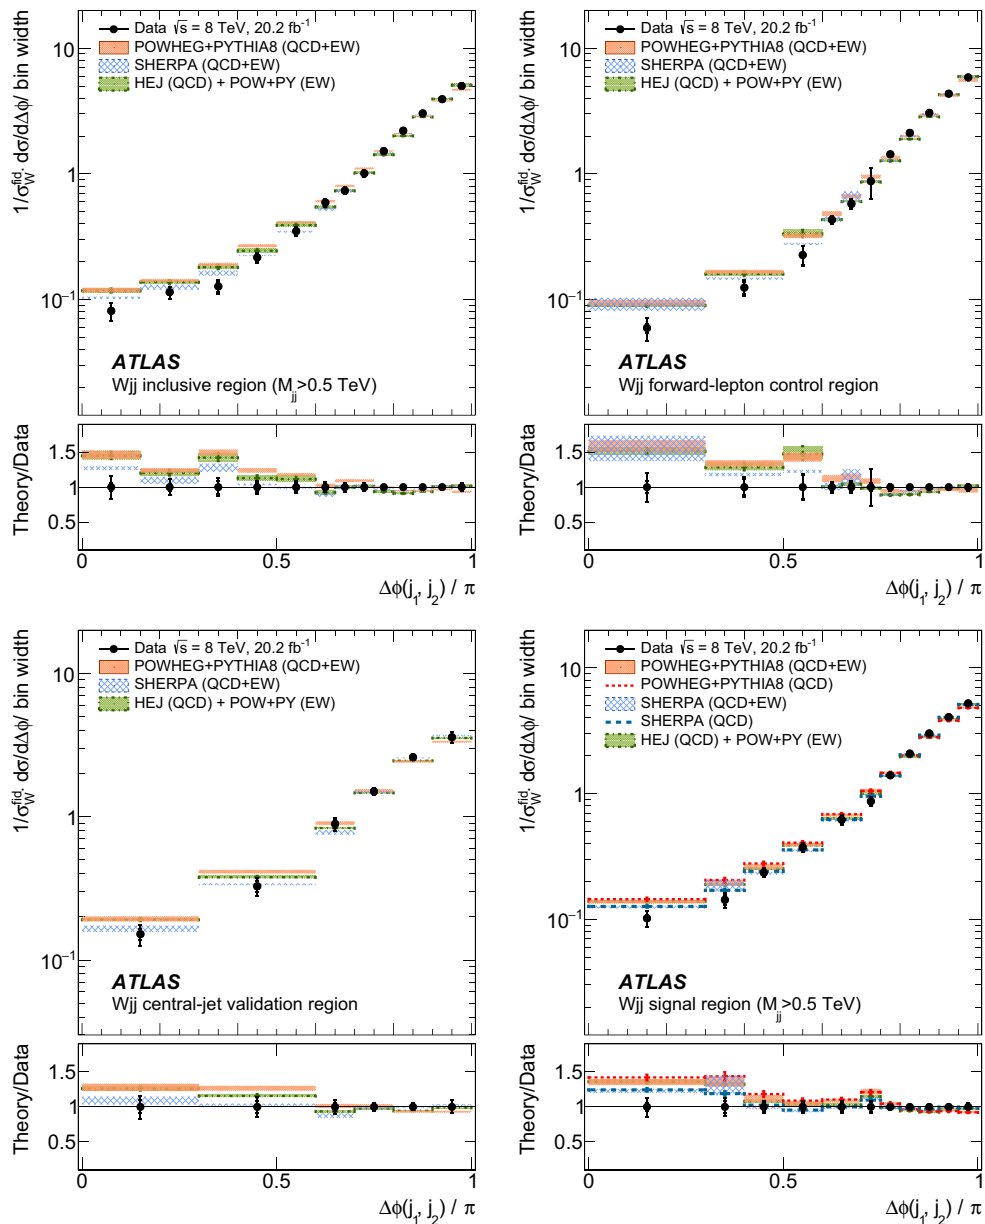 1/σ_W^fid. dσ/dΔϕ/ bin width
10
1
10⁻¹
Data √s = 8 TeV, 20.2 fb⁻¹
POWHEG+PYTHIA8 (QCD+EW)
SHERPA (QCD+EW)
HEJ (QCD) + POW+PY (EW)
ATLAS
Wjj inclusive region (M_jj>0.5 TeV)
Theory/Data
1.5
1
0.5
0 0.5 1
Δϕ(j_1, j_2) / π
1/σ_W^fid. dσ/dΔϕ/ bin width
10
1
10⁻¹
Data √s = 8 TeV, 20.2 fb⁻¹
POWHEG+PYTHIA8 (QCD+EW)
SHERPA (QCD+EW)
HEJ (QCD) + POW+PY (EW)
ATLAS
Wjj forward-lepton control region
Theory/Data
1.5
1
0.5
0 0.5 1
Δϕ(j_1, j_2) / π
1/σ_W^fid. dσ/dΔϕ/ bin width
10
1
10⁻¹
Data √s = 8 TeV, 20.2 fb⁻¹
POWHEG+PYTHIA8 (QCD+EW)
SHERPA (QCD+EW)
HEJ (QCD) + POW+PY (EW)
ATLAS
Wjj central-jet validation region
Theory/Data
1.5
1
0.5
0 0.5 1
Δϕ(j_1, j_2) / π
1/σ_W^fid. dσ/dΔϕ/ bin width
10
1
10⁻¹
Data √s = 8 TeV, 20.2 fb⁻¹
POWHEG+PYTHIA8 (QCD+EW)
POWHEG+PYTHIA8 (QCD)
SHERPA (QCD+EW)
SHERPA (QCD)
HEJ (QCD) + POW+PY (EW)
ATLAS
Wjj signal region (M_jj>0.5 TeV)
Theory/Data
1.5
1
0.5
0 0.5 1
Δϕ(j_1, j_2) / π